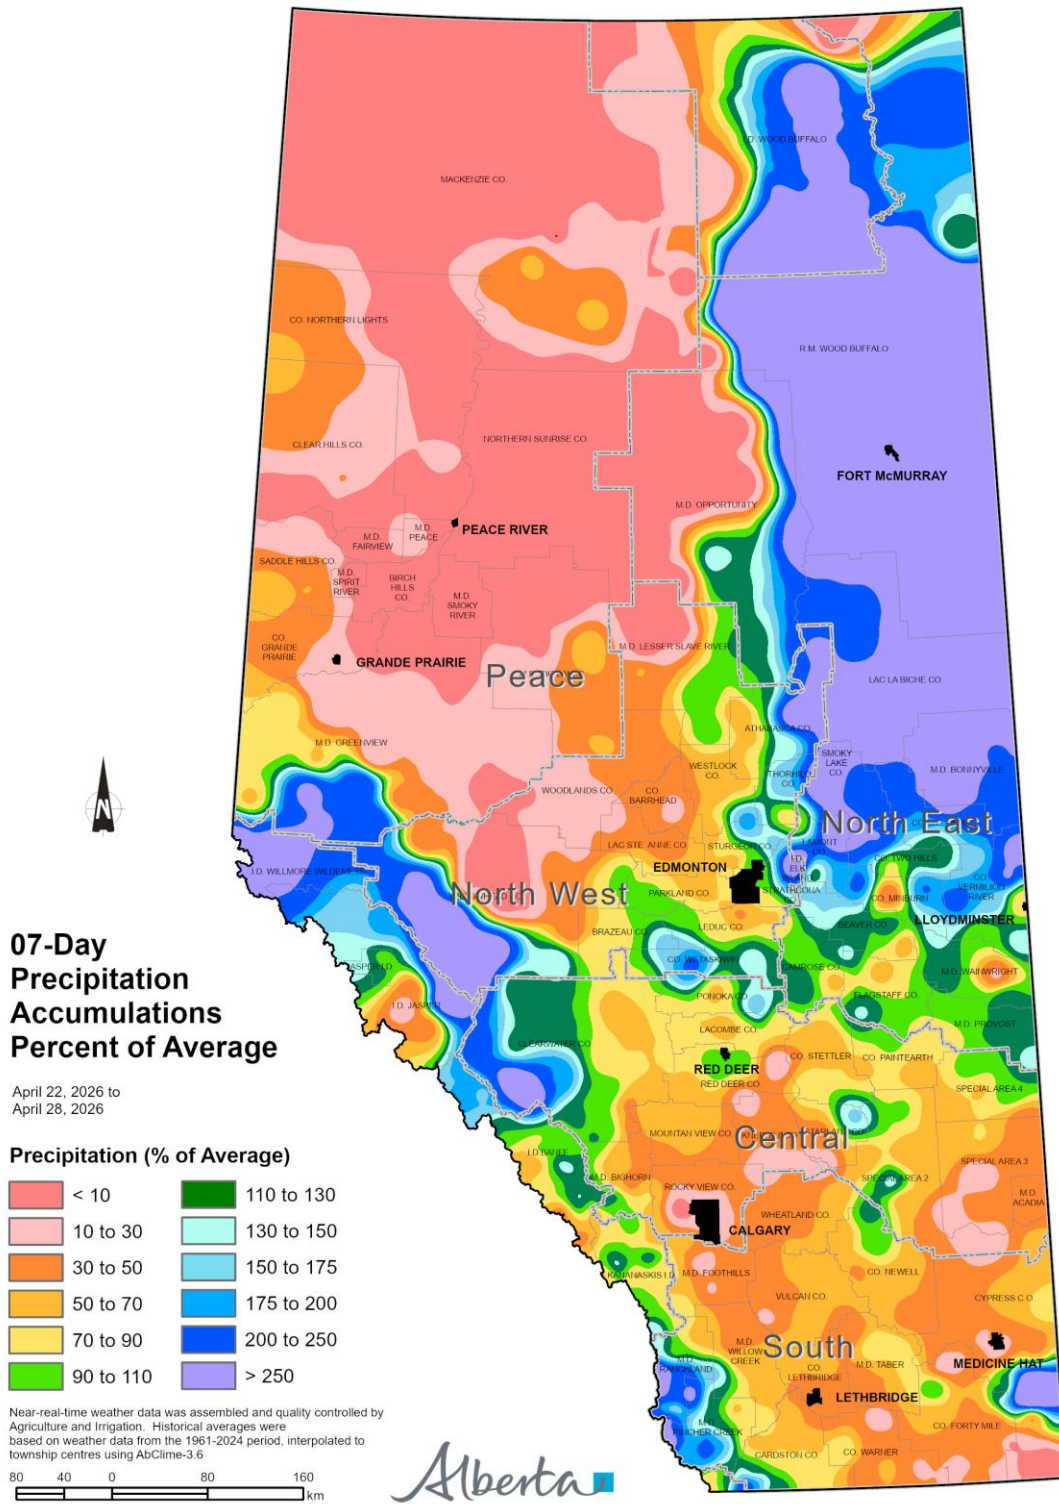 MACKENZIE CO.
I.D. WOOD BUFFALO
CO. NORTHERN LIGHTS
R.M. WOOD BUFFALO
CLEAR HILLS CO.
NORTHERN SUNRISE CO.
FORT McMURRAY
M.D. OPPORTUNITY
M.D.
PEACE
PEACE RIVER
M.D.
FAIRVIEW
SADDLE HILLS CO.
M.D.
SPIRIT
RIVER
BIRCH
HILLS
CO.
M.D.
SMOKY
RIVER
CO.
GRANDE
PRAIRIE
GRANDE PRAIRIE
M.D. LESSER SLAVE RIVER
Peace
LAC LA BICHE CO.
M.D. GREENVIEW
ATHABASCA CO.
WESTLOCK
CO.
SMOKY
LAKE
CO.
M.D. BONNYVILLE
THORHILD
CO.
WOODLANDS CO.
CO.
BARRHEAD
North East
LAC STE. ANNE CO.
STURGEON CO.
LAMONT
CO.
I.D.
ELK
ISLAND
CO. TWO HILLS
I.D. WILLMORE WILDERNESS
EDMONTON
North West
PARKLAND CO.
STRATHCONA
CO.
CO. MINBURN
CO.
VERMILION
RIVER
LLOYDMINSTER
BRAZEAU CO.
LEDUC CO.
BEAVER CO.
JASPER I.D.
CO. WETASKIWIN
CAMROSE CO.
M.D. WAINWRIGHT
I.D. JASPER
PONOKA CO.
FLAGSTAFF CO.
M.D. PROVOST
LACOMBE CO.
CLEARWATER CO.
RED DEER
RED DEER CO.
CO. STETTLER
CO. PAINTEARTH
SPECIAL AREA 4
MOUNTAN VIEW CO.
Central
I.D BANFF
SPECIAL AREA 3
M.D. BIGHORN
ROCKY VIEW CO.
SPECIAL AREA 2
M.D.
ACADIA
WHEATLAND CO.
CALGARY
KANANASKIS I.D.
M.D. FOOTHILLS
CO. NEWELL
VULCAN CO.
CYPRESS C O
South
M.D.
WILLOW
CREEK
M.D.
RANCHLAND
CO.
LETHBRIDGE
M.D. TABER
MEDICINE HAT
LETHBRIDGE
M.D.
PINCHER CREEK
CO. FORTY MILE
CARDSTON CO.
CO. WARNER
N
07-Day
Precipitation
Accumulations
Percent of Average
April 22, 2026 to
April 28, 2026
Precipitation (% of Average)
< 10
10 to 30
30 to 50
50 to 70
70 to 90
90 to 110
110 to 130
130 to 150
150 to 175
175 to 200
200 to 250
> 250
Near-real-time weather data was assembled and quality controlled by
Agriculture and Irrigation. Historical averages were
based on weather data from the 1961-2024 period, interpolated to
township centres using AbClime-3.6
80 40 0 80 160
km
Alberta